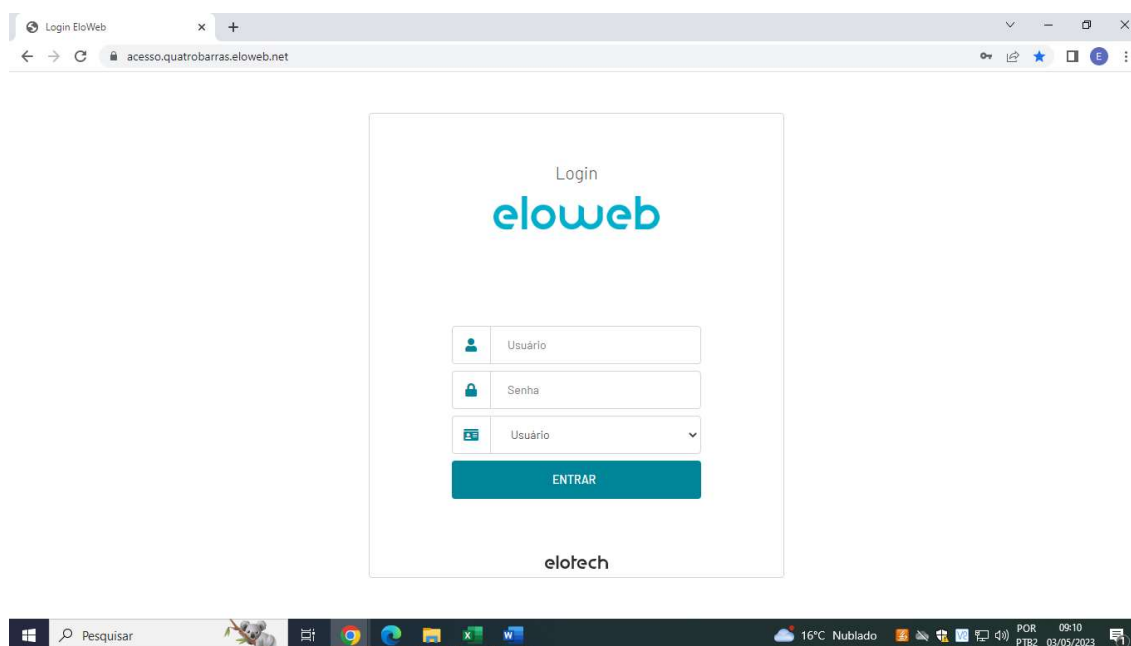 Login EloWeb
acesso.quatrobarras.eloweb.net
E
Login
eloweb
Usuário
Senha
Usuário
ENTRAR
elotech
Pesquisar
16°C Nublado
POR
PTB2
09:10
03/05/2023